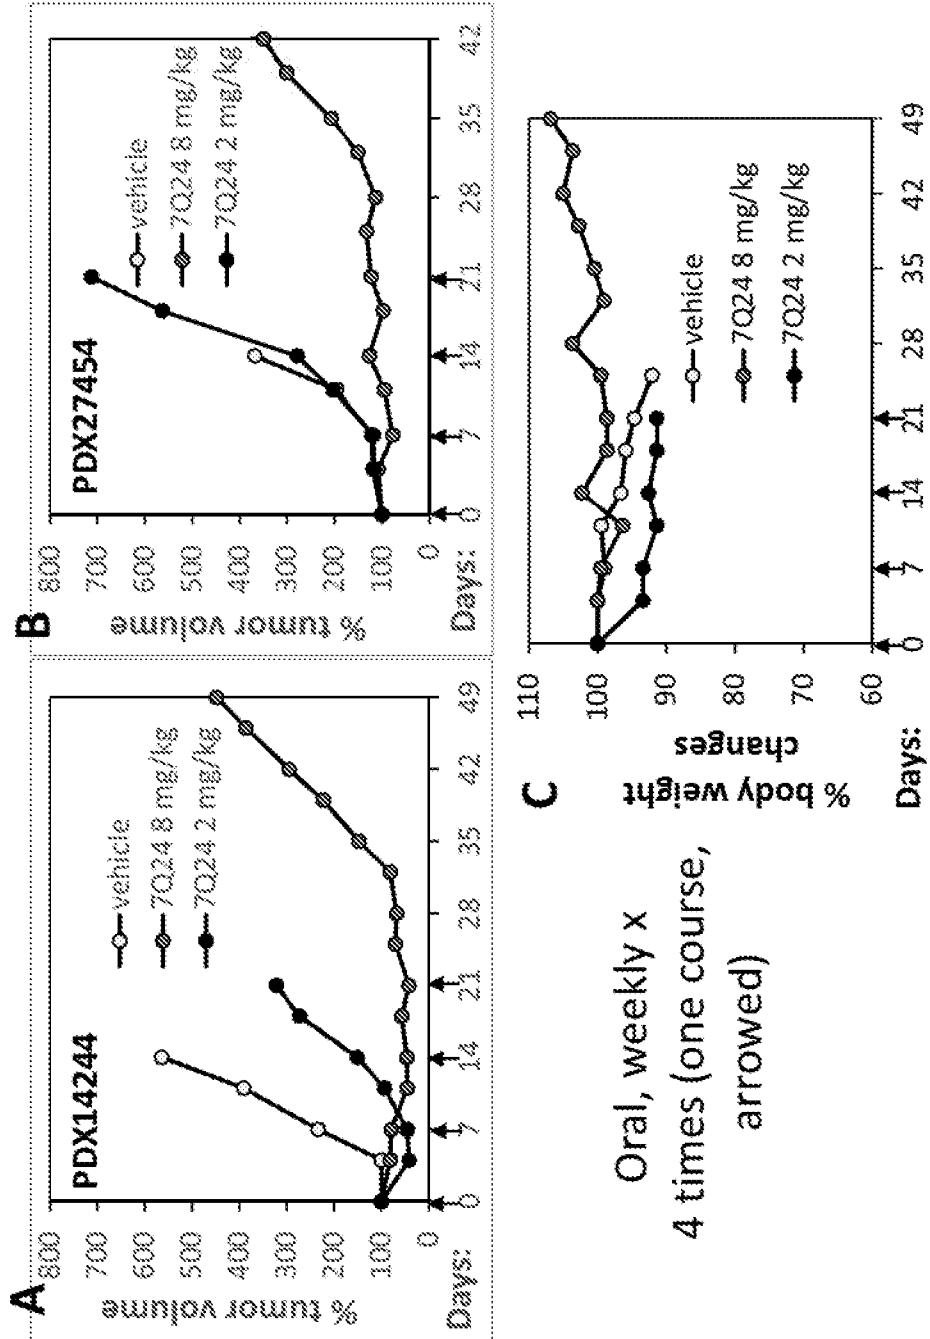 A
PDX14244
% tumor volume
800
700
600
500
400
300
200
100
0
vehicle
7Q24 8 mg/kg
7Q24 2 mg/kg
Days:
0 7 14 21 28 35 42 49
B
PDX27454
% tumor volume
800
700
600
500
400
300
200
100
0
vehicle
7Q24 8 mg/kg
7Q24 2 mg/kg
Days:
0 7 14 21 28 35 42
Oral, weekly x
4 times (one course,
arrowed)
C
% body weight
changes
110
100
90
80
70
60
vehicle
7Q24 8 mg/kg
7Q24 2 mg/kg
Days:
0 7 14 21 28 35 42 49